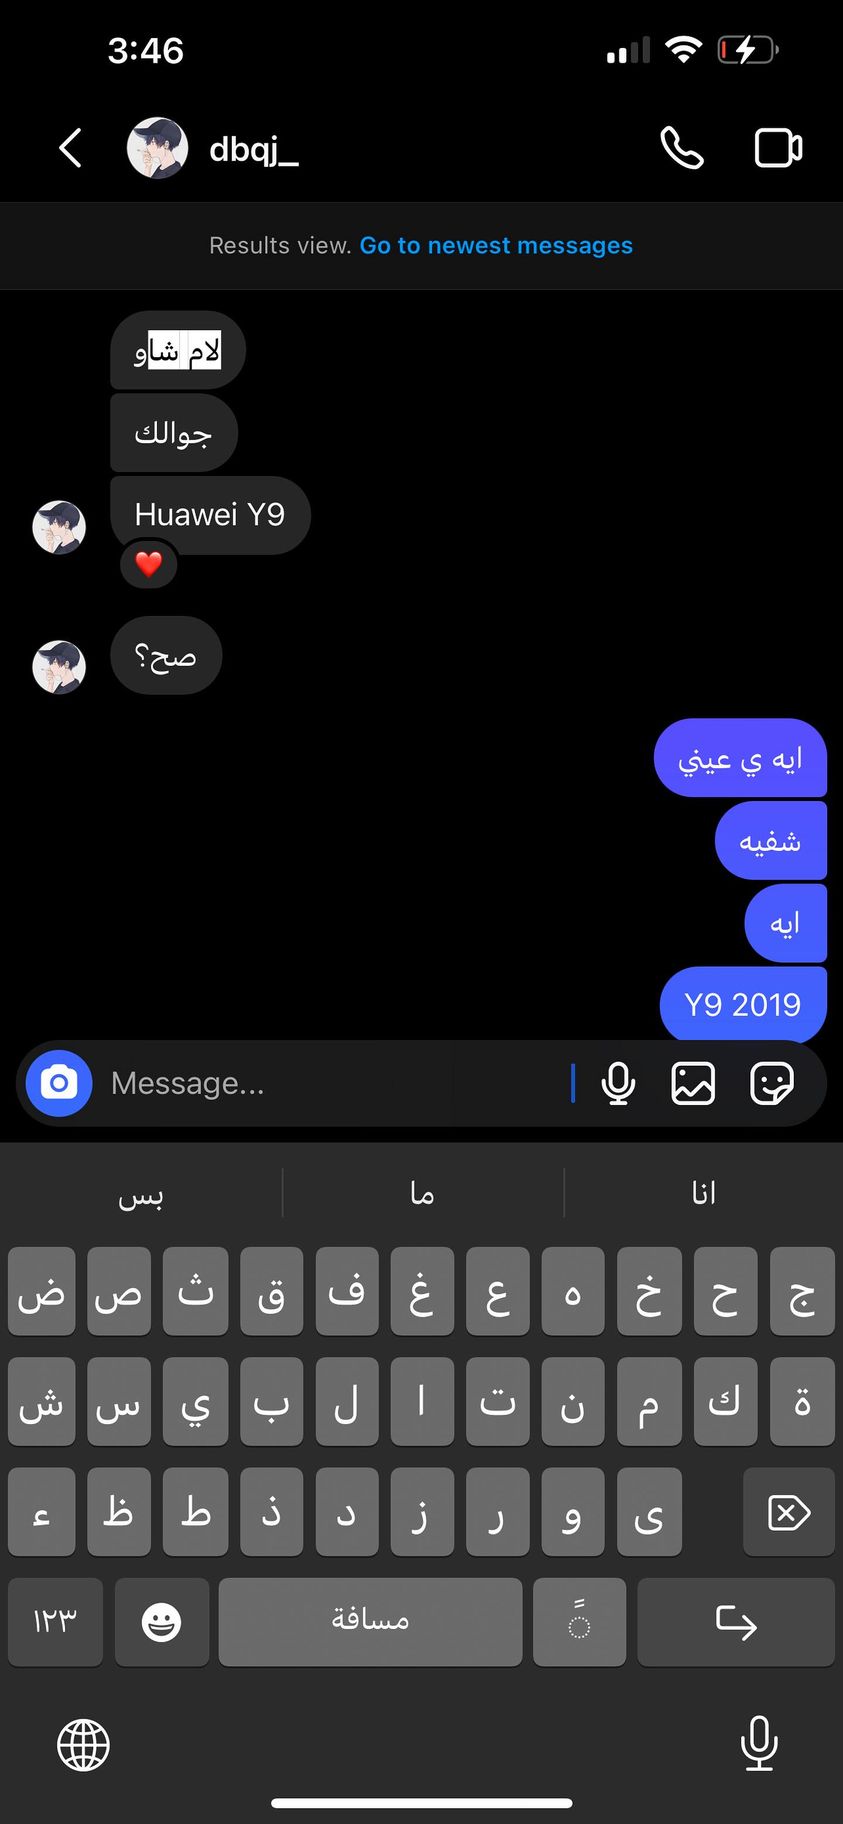 3:46
dbqj_
Results view. Go to newest messages
لام شاو
جوالك
Huawei Y9
صح؟
ايه ي عيني
شفيه
ايه
Y9 2019
Message...
انا ما بس
ض ص ث ق ف غ ع ه خ ح ج
ش س ي ب ل ا ت ن م ك ة
ء ظ ط ذ د ز ر و ى
١٢٣ مسافة